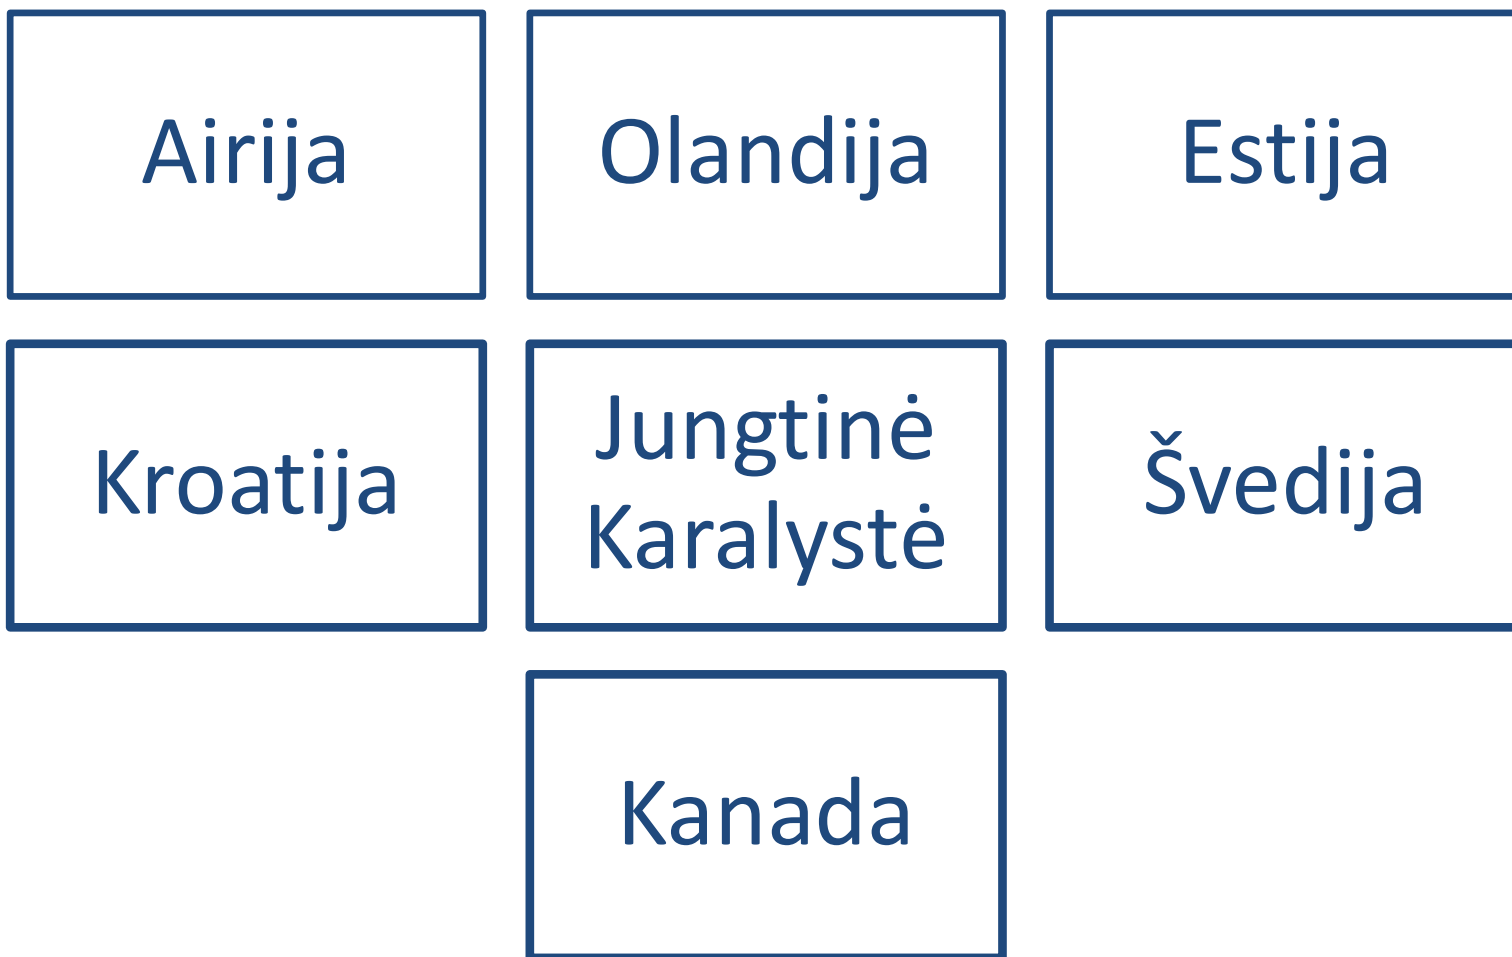 Airija
Olandija
Estija
Kroatija
Jungtinė
Karalystė
Švedija
Kanada